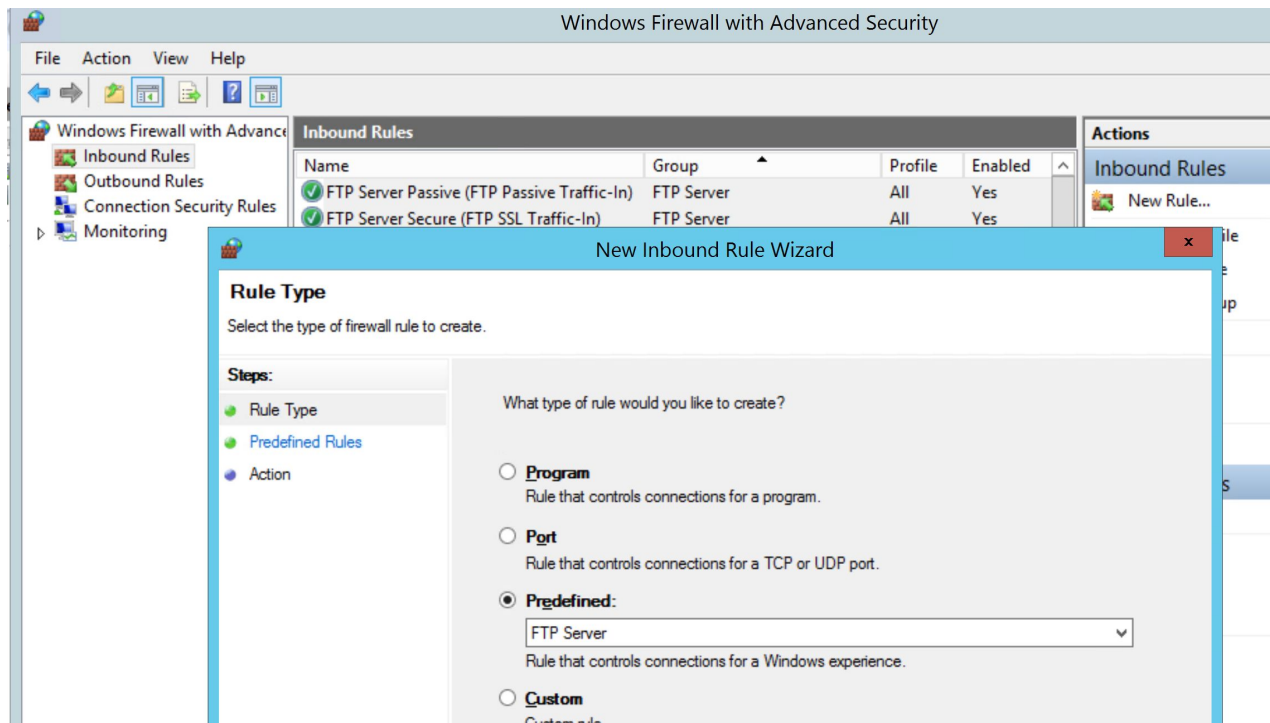 Windows Firewall with Advanced Security
File Action View Help
Windows Firewall with Advance
Inbound Rules
Outbound Rules
Connection Security Rules
Monitoring
Inbound Rules
Name Group Profile Enabled
FTP Server Passive (FTP Passive Traffic-In) FTP Server All Yes
FTP Server Secure (FTP SSL Traffic-In) FTP Server All Yes
Actions
Inbound Rules
New Rule...
New Inbound Rule Wizard
x
Rule Type
Select the type of firewall rule to create.
Steps:
Rule Type
Predefined Rules
Action
What type of rule would you like to create?
Program
Rule that controls connections for a program.
Port
Rule that controls connections for a TCP or UDP port.
Predefined:
FTP Server
Rule that controls connections for a Windows experience.
Custom
Custom rule